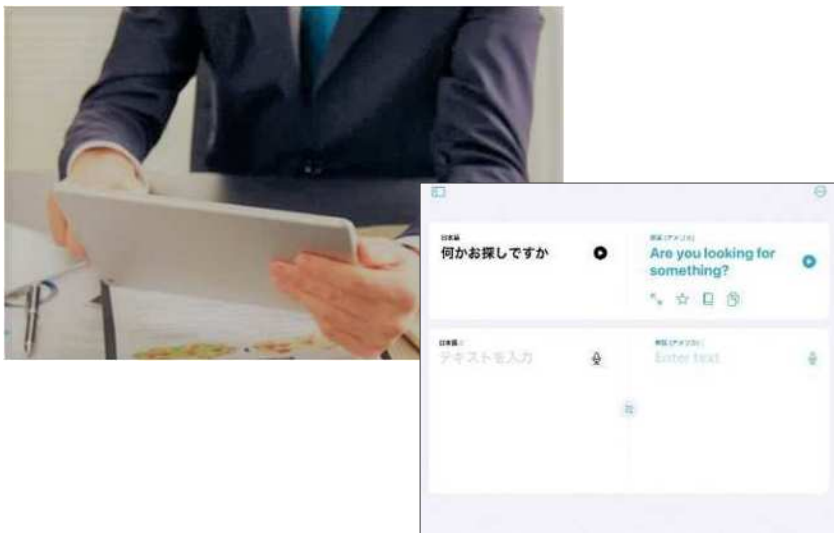 日本語
何かお探しですか
英語 (アメリカ)
Are you looking for
something?
日本語
テキストを入力
英語 (アメリカ)
Enter text